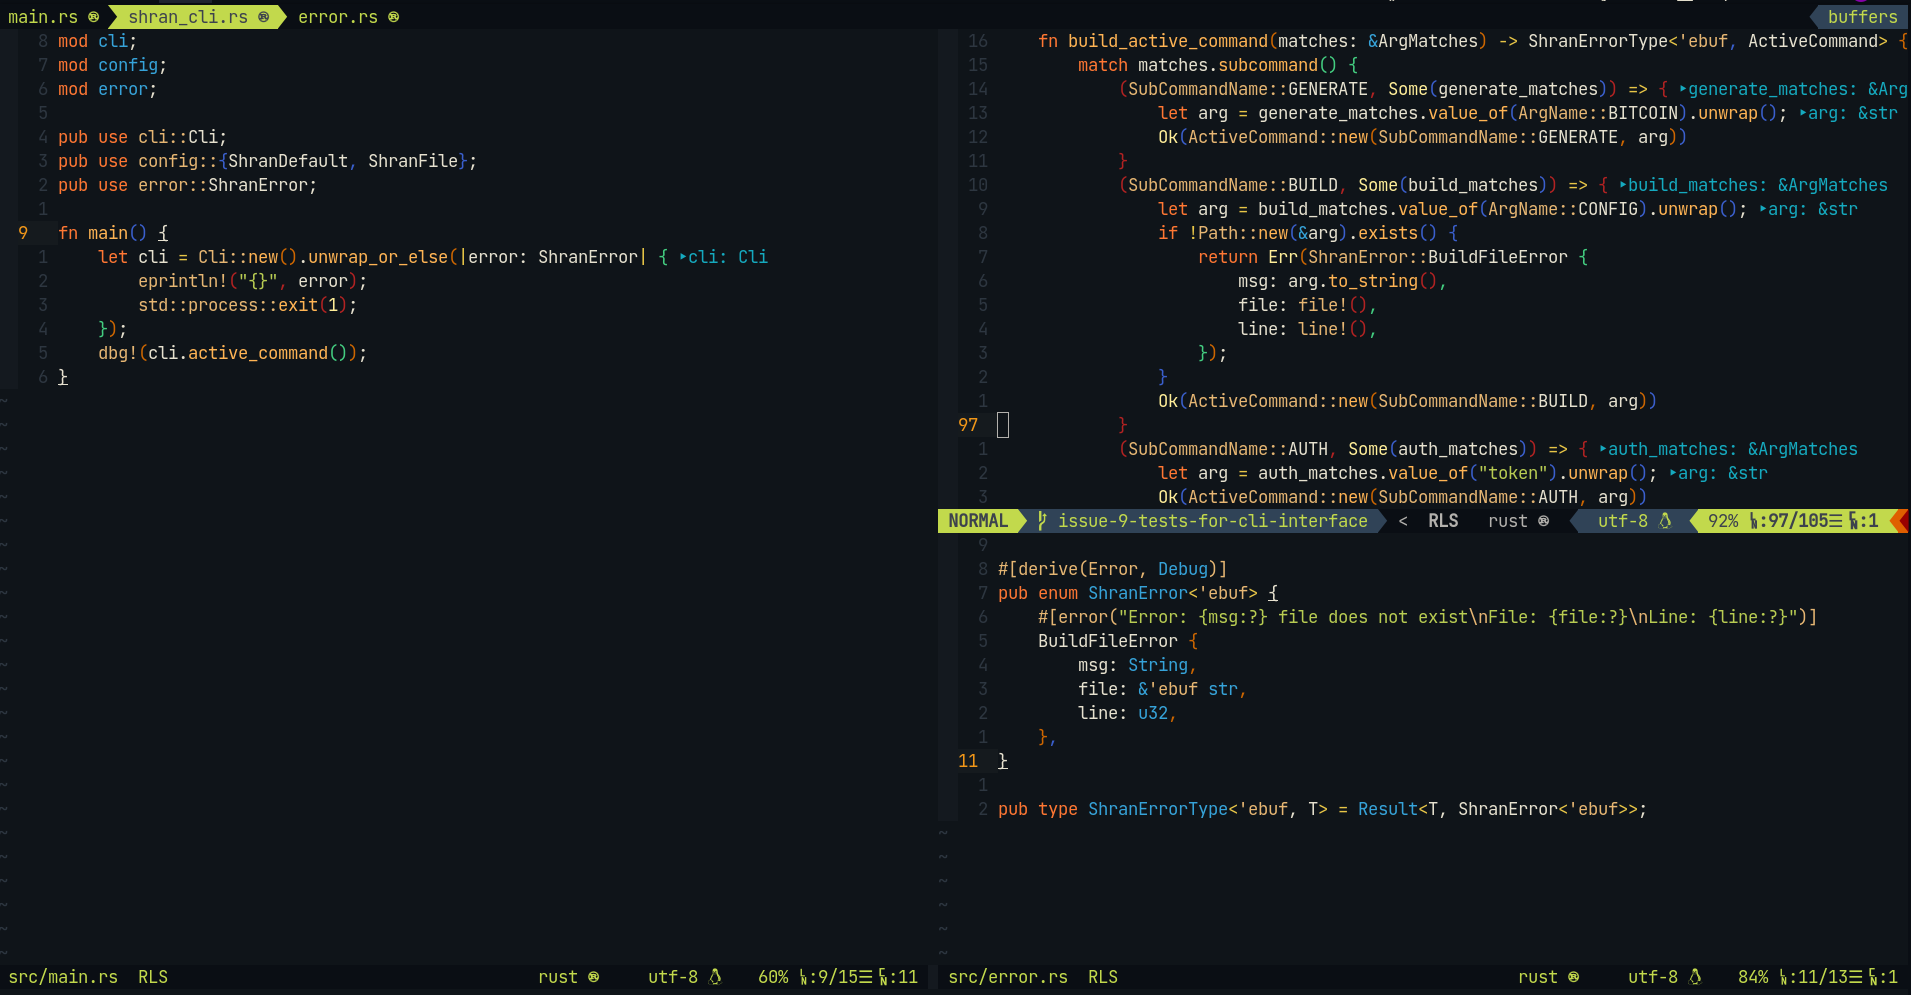 main.rs shran_cli.rs error.rs buffers
8 mod cli;
7 mod config;
6 mod error;
5
4 pub use cli::Cli;
3 pub use config::{ShranDefault, ShranFile};
2 pub use error::ShranError;
1
9 fn main() {
1 let cli = Cli::new().unwrap_or_else(|error: ShranError| { ‣cli: Cli
2 eprintln!("{}", error);
3 std::process::exit(1);
4 });
5 dbg!(cli.active_command());
6 }
src/main.rs RLS rust utf-8 60% :9/15☰ :11
16 fn build_active_command(matches: &ArgMatches) -> ShranErrorType<'ebuf, ActiveCommand> {
15 match matches.subcommand() {
14 (SubCommandName::GENERATE, Some(generate_matches)) => { ‣generate_matches: &Arg
13 let arg = generate_matches.value_of(ArgName::BITCOIN).unwrap(); ‣arg: &str
12 Ok(ActiveCommand::new(SubCommandName::GENERATE, arg))
11 }
10 (SubCommandName::BUILD, Some(build_matches)) => { ‣build_matches: &ArgMatches
9 let arg = build_matches.value_of(ArgName::CONFIG).unwrap(); ‣arg: &str
8 if !Path::new(&arg).exists() {
7 return Err(ShranError::BuildFileError {
6 msg: arg.to_string(),
5 file: file!(),
4 line: line!(),
3 });
2 }
1 Ok(ActiveCommand::new(SubCommandName::BUILD, arg))
97 }
1 (SubCommandName::AUTH, Some(auth_matches)) => { ‣auth_matches: &ArgMatches
2 let arg = auth_matches.value_of("token").unwrap(); ‣arg: &str
3 Ok(ActiveCommand::new(SubCommandName::AUTH, arg))
NORMAL issue-9-tests-for-cli-interface < RLS rust utf-8 92% :97/105☰ :1
9
8 #[derive(Error, Debug)]
7 pub enum ShranError<'ebuf> {
6 #[error("Error: {msg:?} file does not exist\nFile: {file:?}\nLine: {line:?}")]
5 BuildFileError {
4 msg: String,
3 file: &'ebuf str,
2 line: u32,
1 },
11 }
1
2 pub type ShranErrorType<'ebuf, T> = Result<T, ShranError<'ebuf>>;
src/error.rs RLS rust utf-8 84% :11/13☰ :1